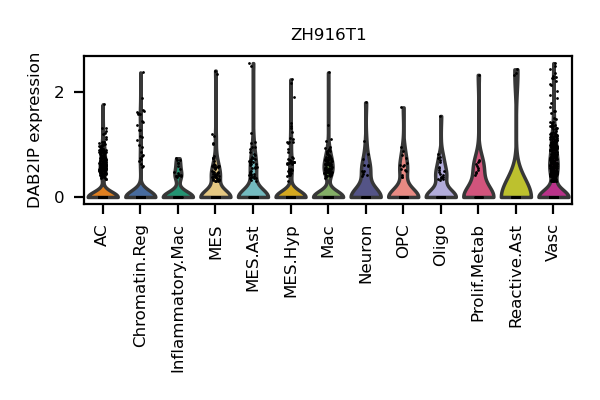 ZH916T1
DAB2IP expression
2
0
AC
Chromatin.Reg
Inflammatory.Mac
MES
MES.Ast
MES.Hyp
Mac
Neuron
OPC
Oligo
Prolif.Metab
Reactive.Ast
Vasc